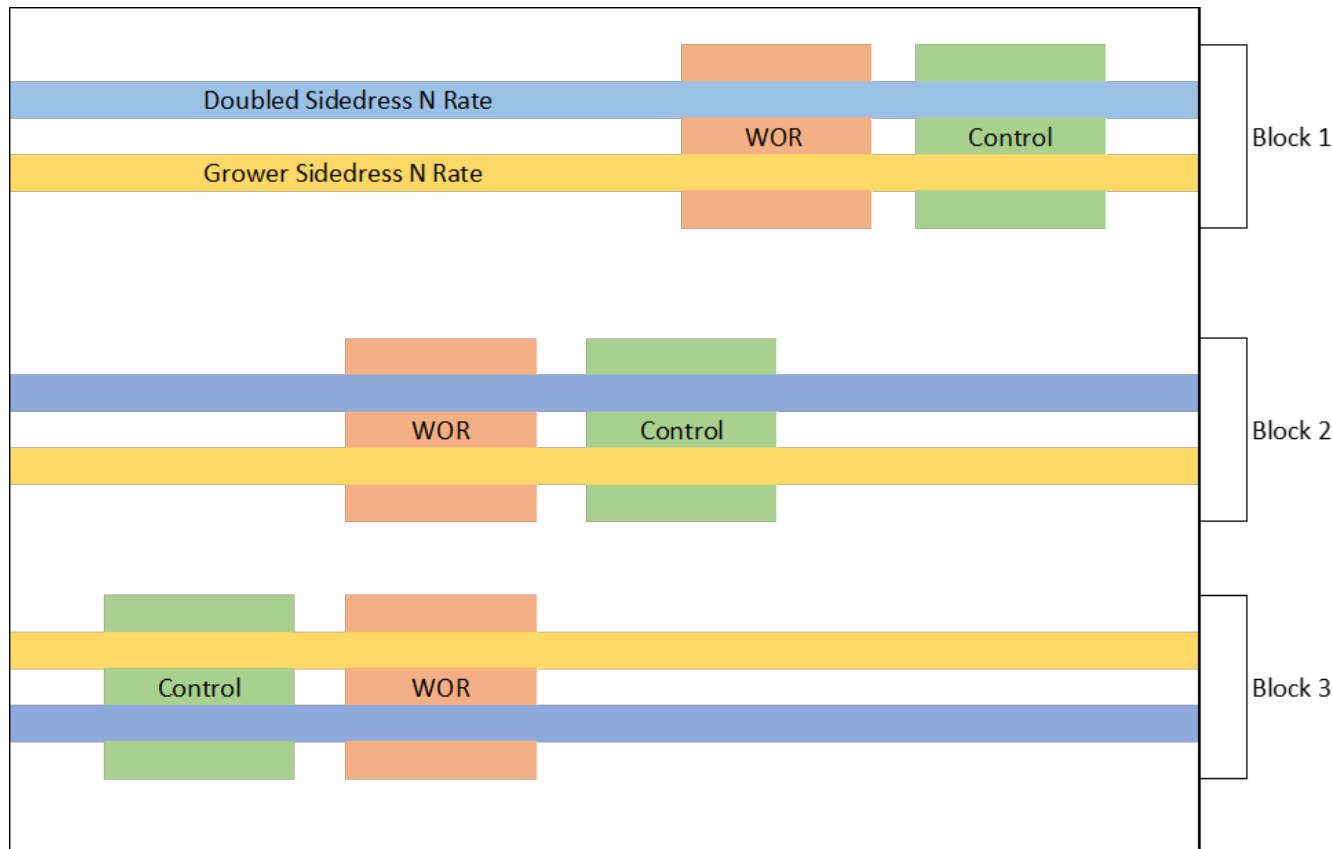 Doubled Sidedress N Rate
WOR
Control
Block 1
Grower Sidedress N Rate
WOR
Control
Block 2
Control
WOR
Block 3